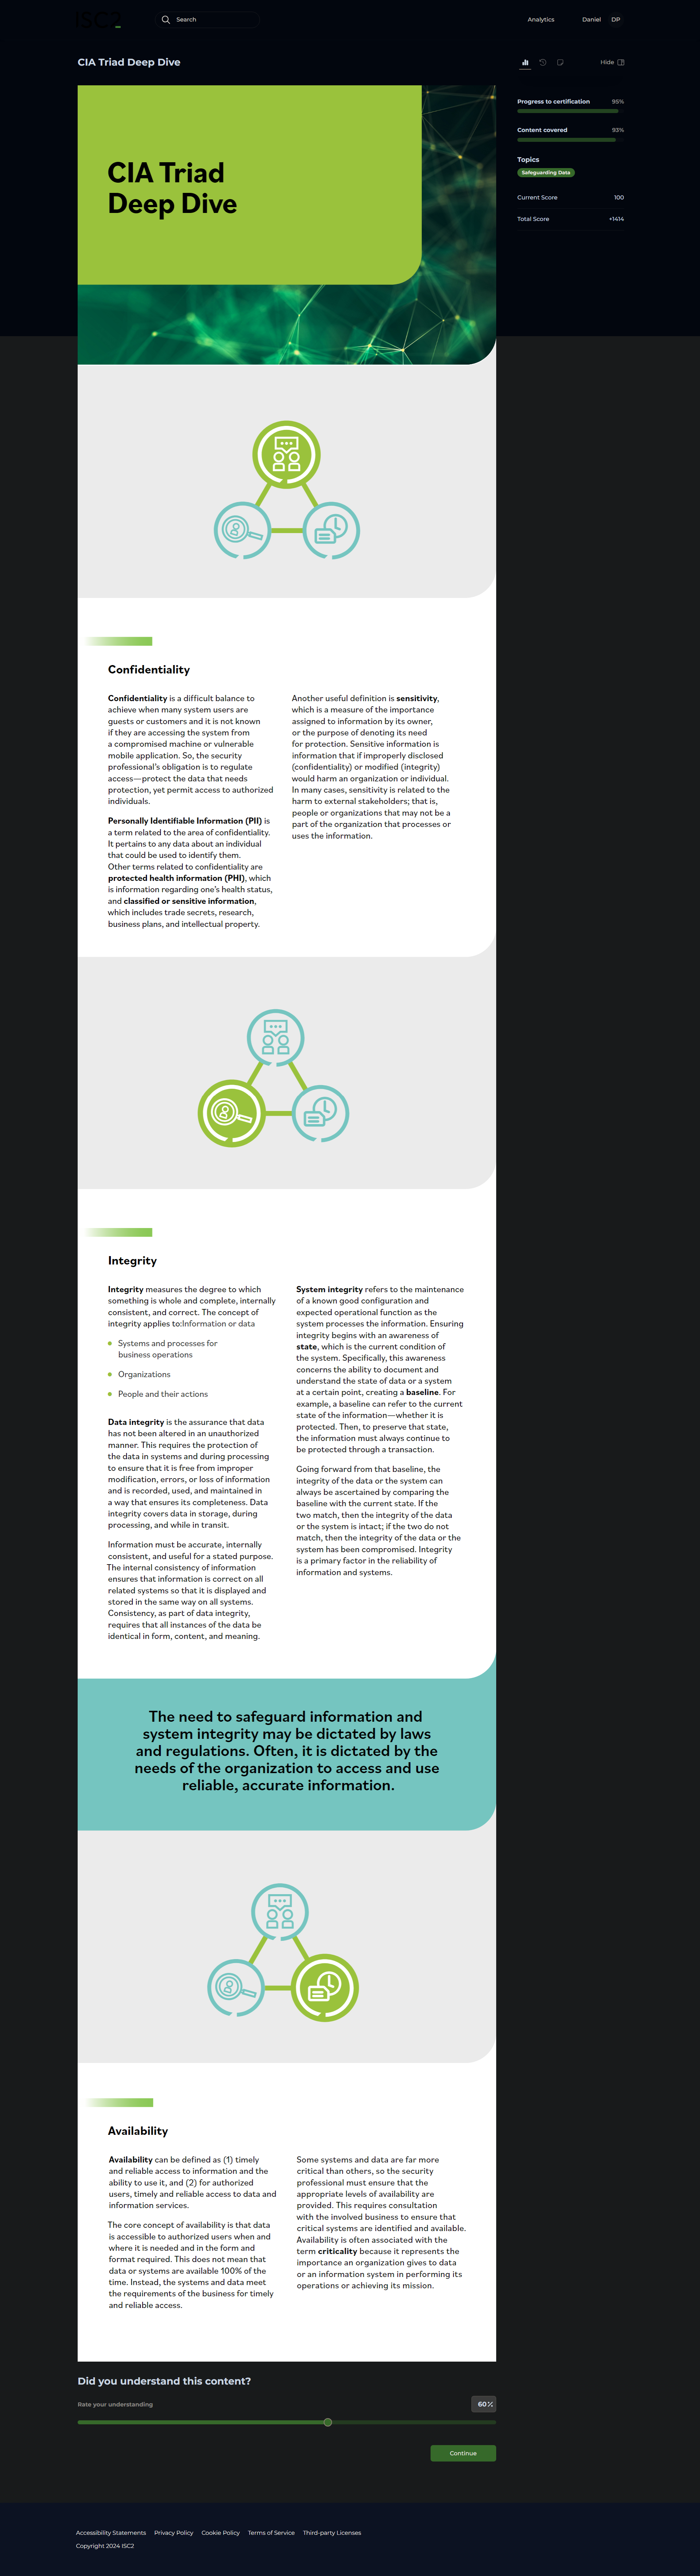 ISC2
Search
Analytics
Daniel
DP
CIA Triad Deep Dive
Hide
Progress to certification 95%
Content covered 93%
Topics
Safeguarding Data
Current Score 100
Total Score +1414
CIA Triad
Deep Dive
Confidentiality
Confidentiality is a difficult balance to
achieve when many system users are
guests or customers and it is not known
if they are accessing the system from
a compromised machine or vulnerable
mobile application. So, the security
professional's obligation is to regulate
access—protect the data that needs
protection, yet permit access to authorized
individuals.
Personally Identifiable Information (PII) is
a term related to the area of confidentiality.
It pertains to any data about an individual
that could be used to identify them.
Other terms related to confidentiality are
protected health information (PHI), which
is information regarding one's health status,
and classified or sensitive information,
which includes trade secrets, research,
business plans, and intellectual property.
Another useful definition is sensitivity,
which is a measure of the importance
assigned to information by its owner,
or the purpose of denoting its need
for protection. Sensitive information is
information that if improperly disclosed
(confidentiality) or modified (integrity)
would harm an organization or individual.
In many cases, sensitivity is related to the
harm to external stakeholders; that is,
people or organizations that may not be a
part of the organization that processes or
uses the information.
Integrity
Integrity measures the degree to which
something is whole and complete, internally
consistent, and correct. The concept of
integrity applies to:Information or data
Systems and processes for
business operations
Organizations
People and their actions
Data integrity is the assurance that data
has not been altered in an unauthorized
manner. This requires the protection of
the data in systems and during processing
to ensure that it is free from improper
modification, errors, or loss of information
and is recorded, used, and maintained in
a way that ensures its completeness. Data
integrity covers data in storage, during
processing, and while in transit.
Information must be accurate, internally
consistent, and useful for a stated purpose.
The internal consistency of information
ensures that information is correct on all
related systems so that it is displayed and
stored in the same way on all systems.
Consistency, as part of data integrity,
requires that all instances of the data be
identical in form, content, and meaning.
System integrity refers to the maintenance
of a known good configuration and
expected operational function as the
system processes the information. Ensuring
integrity begins with an awareness of
state, which is the current condition of
the system. Specifically, this awareness
concerns the ability to document and
understand the state of data or a system
at a certain point, creating a baseline. For
example, a baseline can refer to the current
state of the information—whether it is
protected. Then, to preserve that state,
the information must always continue to
be protected through a transaction.
Going forward from that baseline, the
integrity of the data or the system can
always be ascertained by comparing the
baseline with the current state. If the
two match, then the integrity of the data
or the system is intact; if the two do not
match, then the integrity of the data or the
system has been compromised. Integrity
is a primary factor in the reliability of
information and systems.
The need to safeguard information and
system integrity may be dictated by laws
and regulations. Often, it is dictated by the
needs of the organization to access and use
reliable, accurate information.
Availability
Availability can be defined as (1) timely
and reliable access to information and the
ability to use it, and (2) for authorized
users, timely and reliable access to data and
information services.
The core concept of availability is that data
is accessible to authorized users when and
where it is needed and in the form and
format required. This does not mean that
data or systems are available 100% of the
time. Instead, the systems and data meet
the requirements of the business for timely
and reliable access.
Some systems and data are far more
critical than others, so the security
professional must ensure that the
appropriate levels of availability are
provided. This requires consultation
with the involved business to ensure that
critical systems are identified and available.
Availability is often associated with the
term criticality because it represents the
importance an organization gives to data
or an information system in performing its
operations or achieving its mission.
Did you understand this content?
Rate your understanding
60%
Continue
Accessibility Statements Privacy Policy Cookie Policy Terms of Service Third-party Licenses
Copyright 2024 ISC2